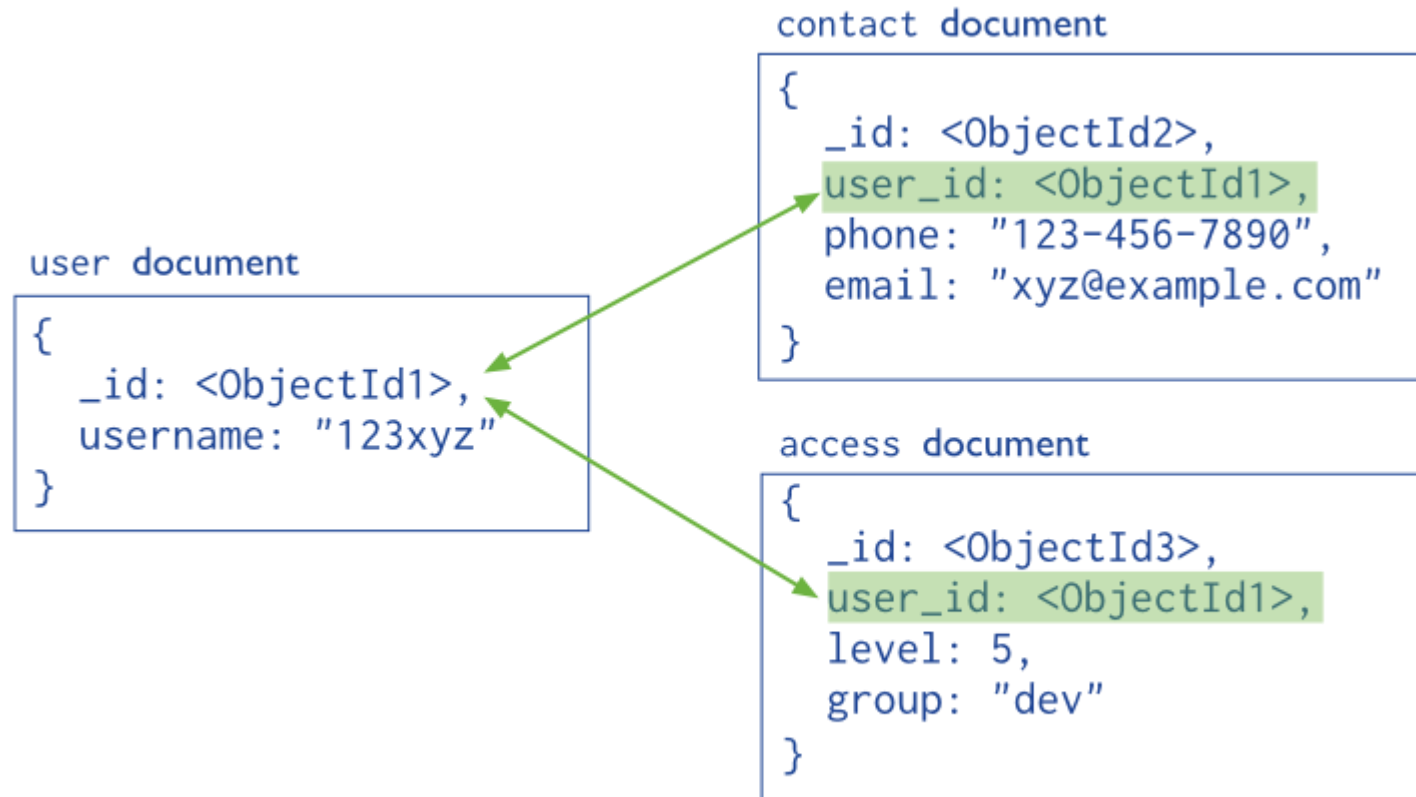 contact document
{
_id: <ObjectId2>,
user_id: <ObjectId1>,
phone: "123-456-7890",
email: "xyz@example.com"
}
user document
{
_id: <ObjectId1>,
username: "123xyz"
}
access document
{
_id: <ObjectId3>,
user_id: <ObjectId1>,
level: 5,
group: "dev"
}